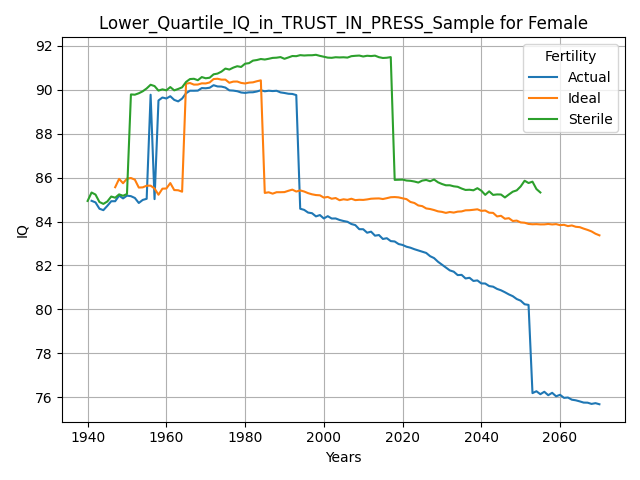 Lower_Quartile_IQ_in_TRUST_IN_PRESS_Sample for Female
Fertility
Actual
Ideal
Sterile
IQ
92
90
88
86
84
82
80
78
76
1940 1960 1980 2000 2020 2040 2060
Years